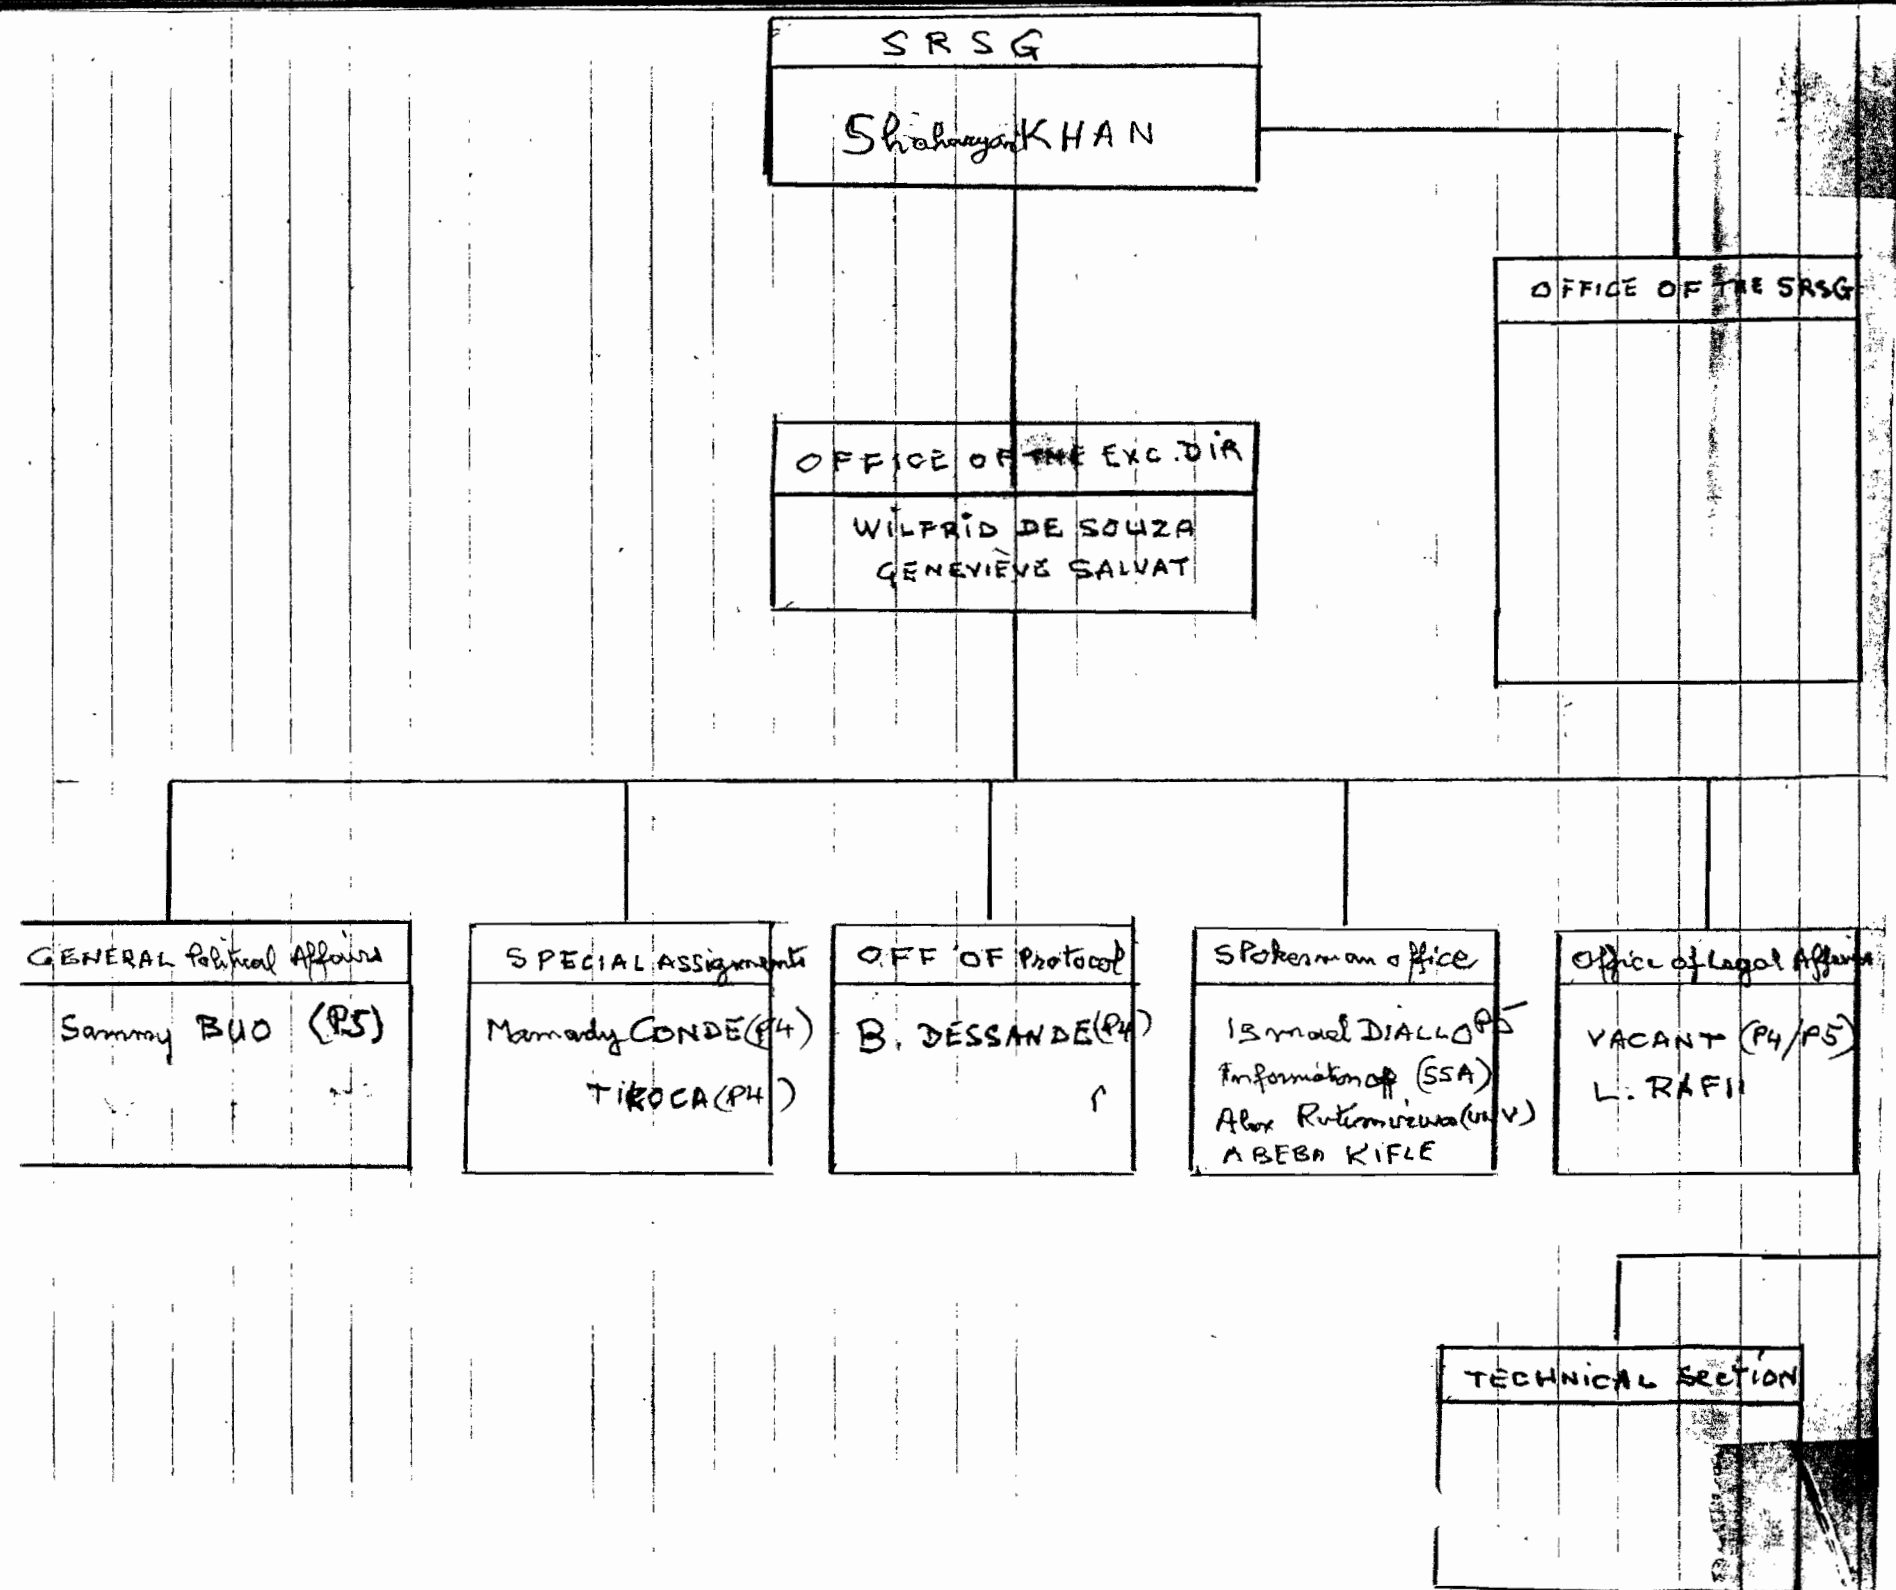 SRSG
Shaharyar KHAN
OFFICE OF THE SRSG
OFFICE OF THE EXC. DIR
WILFRID DE SOUZA
GENEVIÈVE SALVAT
GENERAL Political Affairs
Sammy BUO (P5)
SPECIAL Assignments
Mamady CONDE (P4)
TIKOCA (P4)
OFF OF Protocol
B. DESSANDE (P4)
Spokesman office
Ismael DIALLO P5
Information off (SSA)
Alex
ABEBA KIFLE
Office of Legal Affairs
VACANT (P4/P5)
L. RAFII
TECHNICAL Section